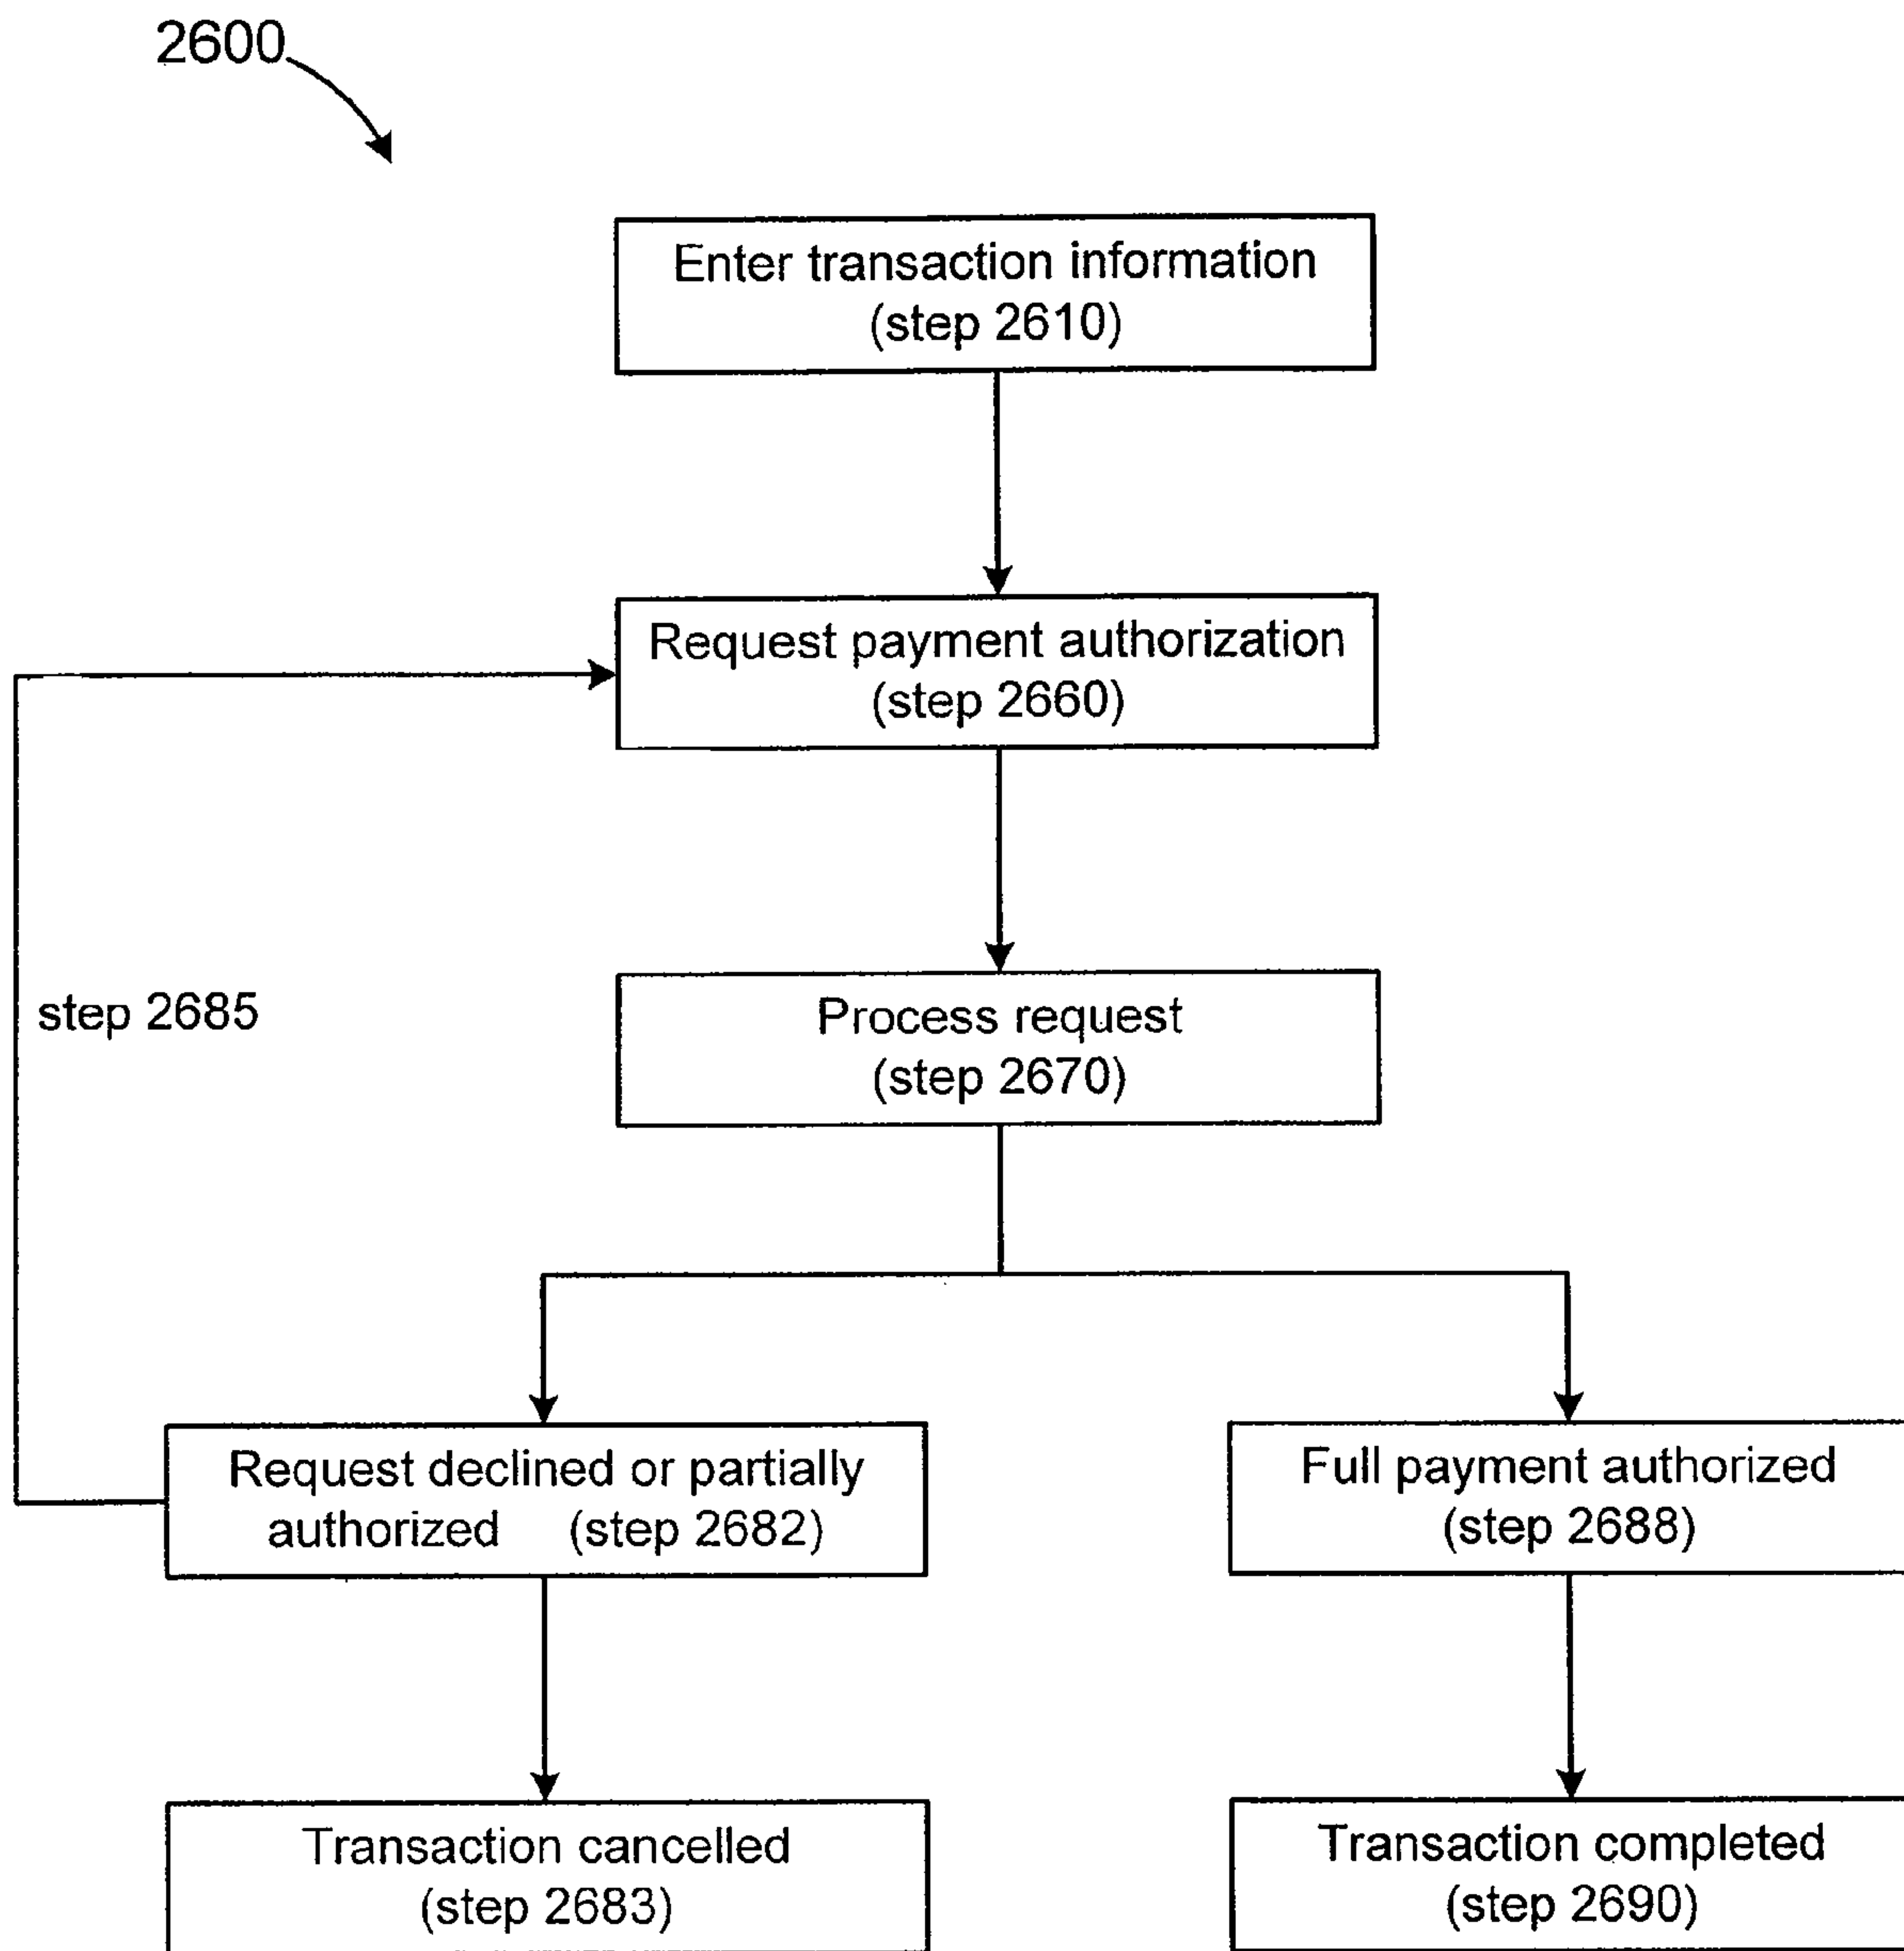 2600
Enter transaction information
(step 2610)
Request payment authorization
(step 2660)
Process request
(step 2670)
step 2685
Request declined or partially
authorized (step 2682)
Full payment authorized
(step 2688)
Transaction cancelled
(step 2683)
Transaction completed
(step 2690)